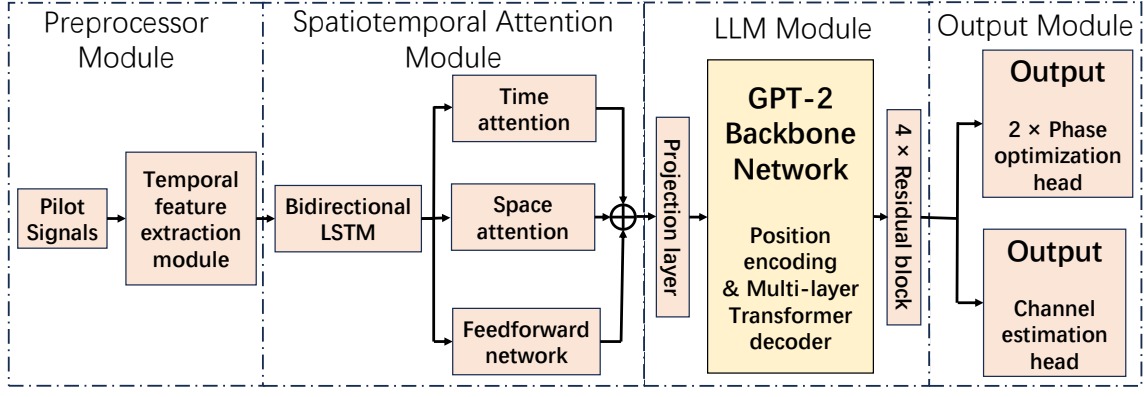 Preprocessor
Module
Pilot
Signals
Temporal
feature
extraction
module
Spatiotemporal Attention
Module
Bidirectional
LSTM
Time
attention
Space
attention
Feedforward
network
LLM Module
Projection layer
GPT-2
Backbone
Network
Position
encoding
& Multi-layer
Transformer
decoder
4 × Residual block
Output Module
Output
2 × Phase
optimization
head
Output
Channel
estimation
head